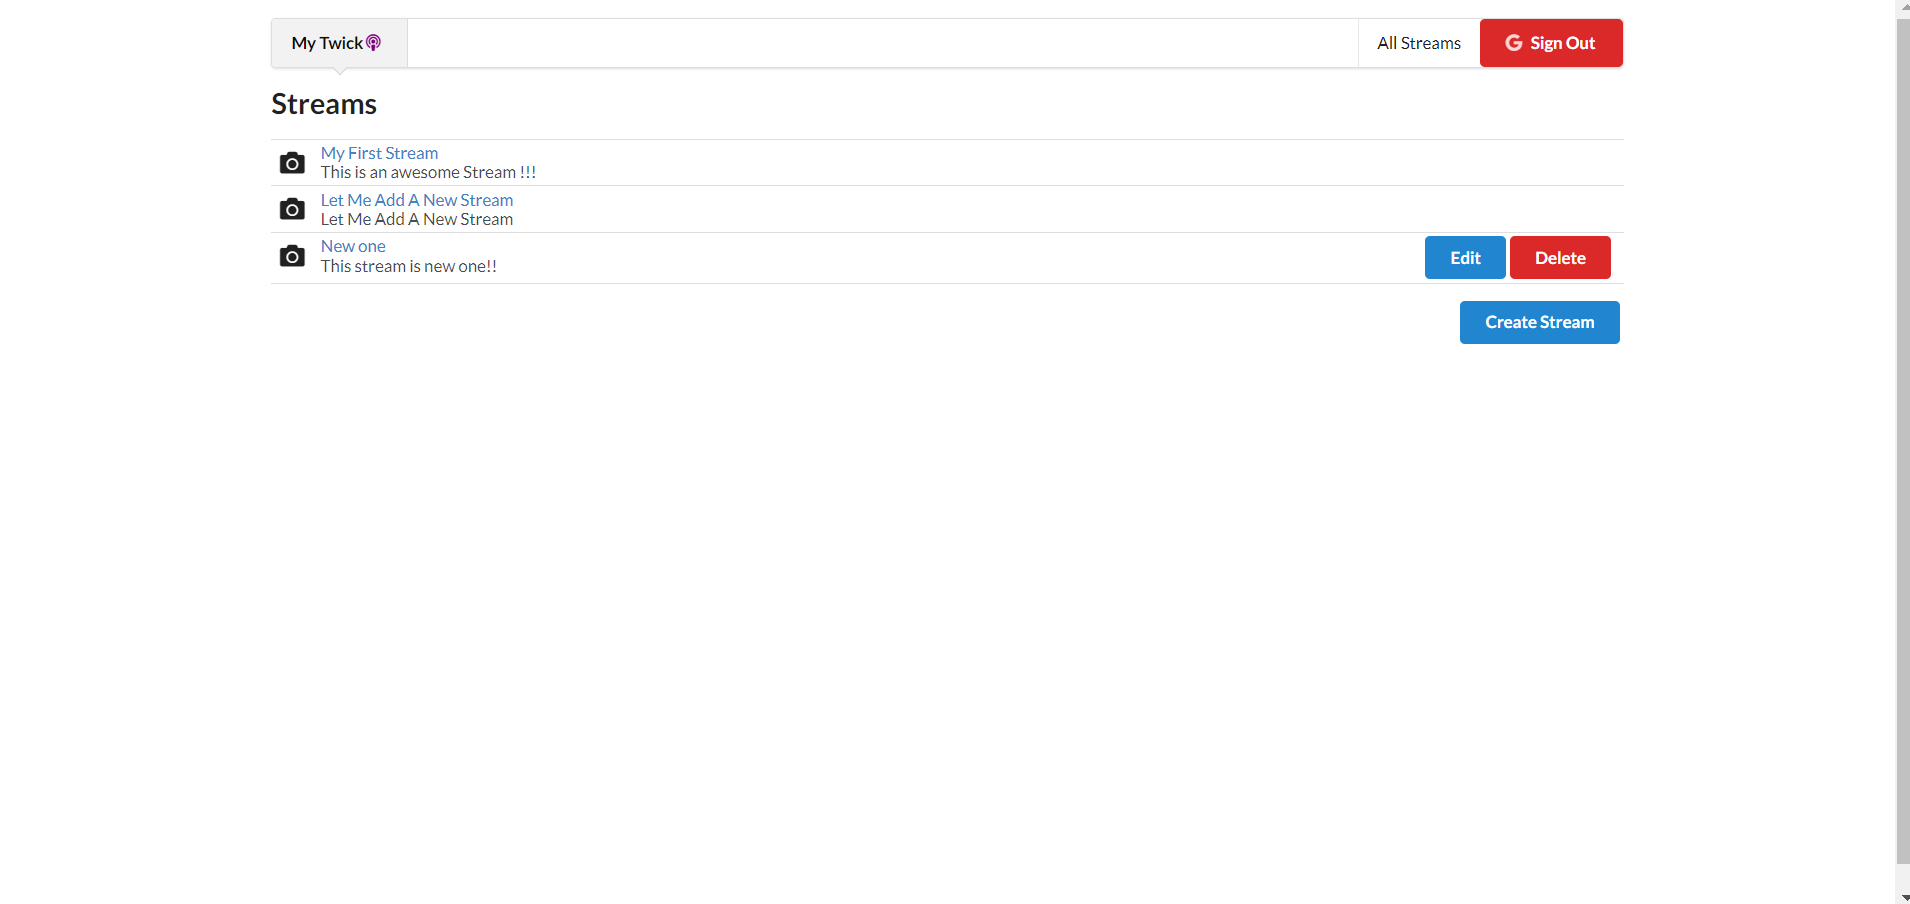 My Twick
All Streams
Sign Out
Streams
My First Stream
This is an awesome Stream !!!
Let Me Add A New Stream
Let Me Add A New Stream
New one
This stream is new one!!
Edit
Delete
Create Stream